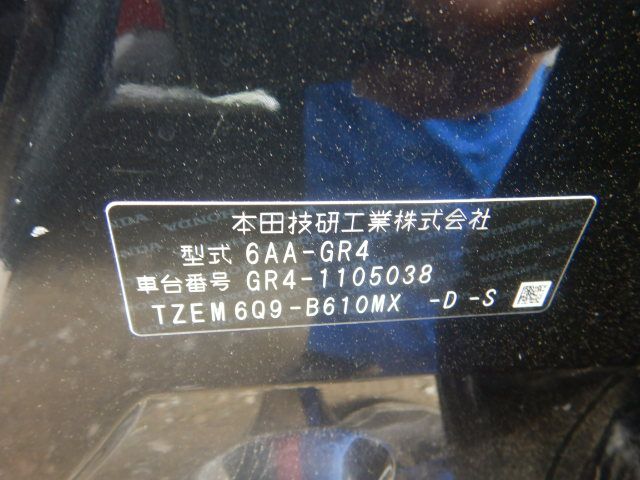 本田技研工業株式会社
型式 6AA-GR4
車台番号 GR4-1105038
TZEM6Q9-B610MX -D -S